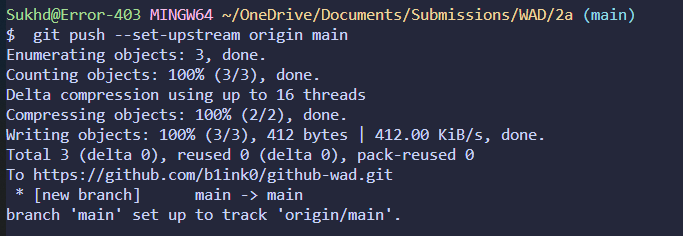 Sukhd@Error-403 MINGW64 ~/OneDrive/Documents/Submissions/WAD/2a (main)
$  git push --set-upstream origin main
Enumerating objects: 3, done.
Counting objects: 100% (3/3), done.
Delta compression using up to 16 threads
Compressing objects: 100% (2/2), done.
Writing objects: 100% (3/3), 412 bytes | 412.00 KiB/s, done.
Total 3 (delta 0), reused 0 (delta 0), pack-reused 0
To https://github.com/b1ink0/github-wad.git
 * [new branch]      main -> main
branch 'main' set up to track 'origin/main'.